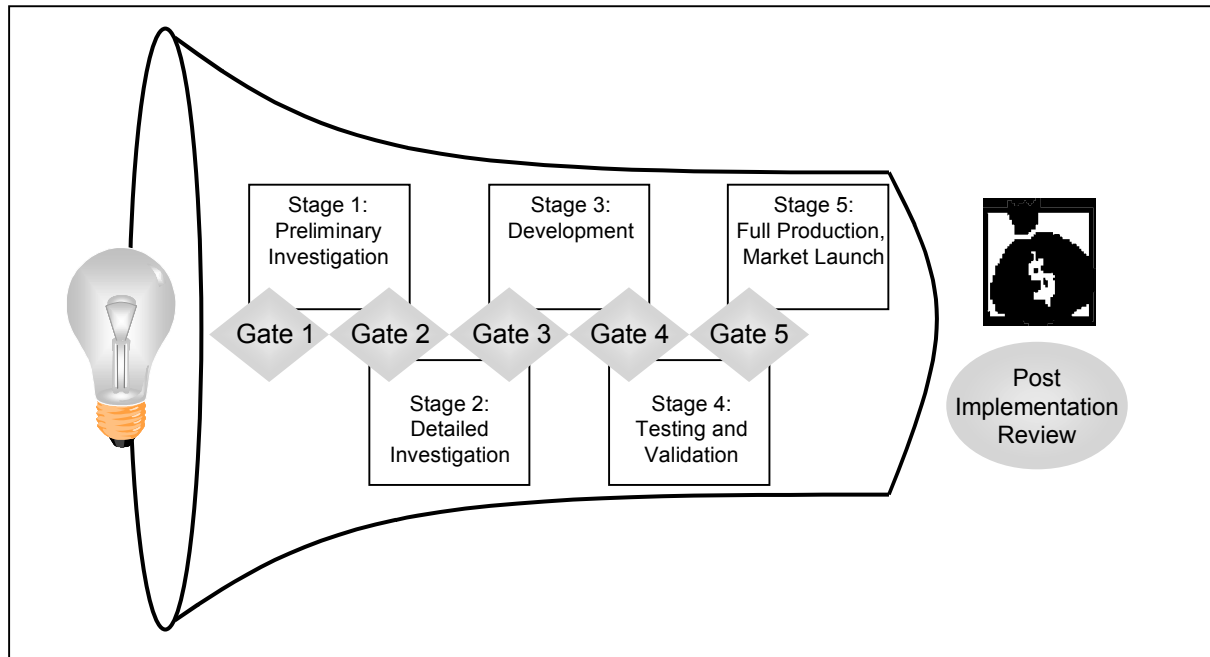 Stage 1:
Preliminary
Investigation
Stage 3:
Development
Stage 5:
Full Production,
Market Launch
Gate 1
Gate 2
Gate 3
Gate 4
Gate 5
Stage 2:
Detailed
Investigation
Stage 4:
Testing and
Validation
$
Post
Implementation
Review